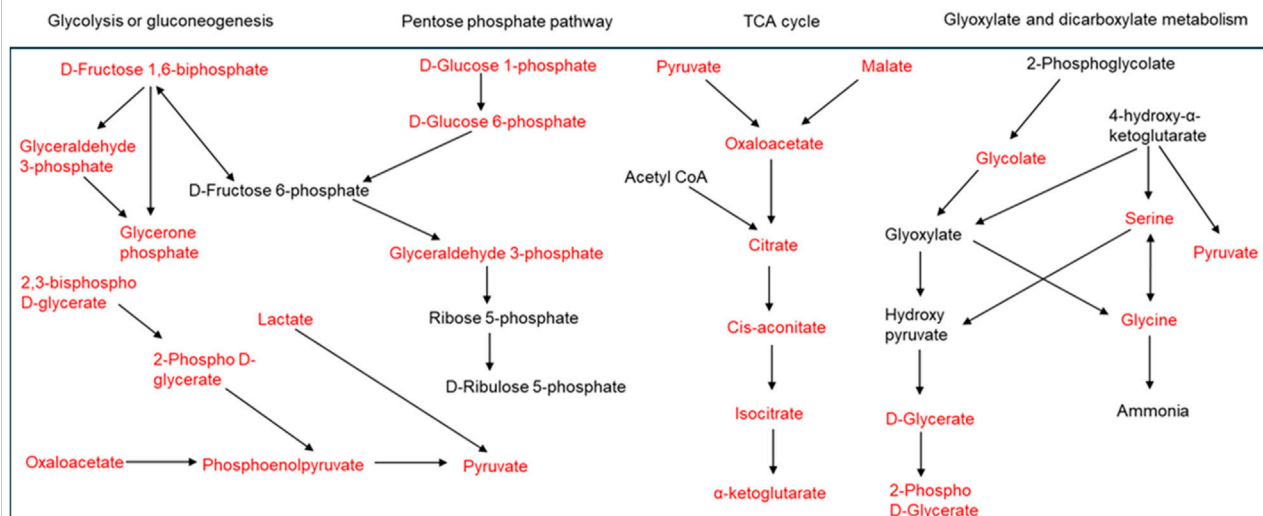 Glycolysis or gluconeogenesis
Pentose phosphate pathway
TCA cycle
Glyoxylate and dicarboxylate metabolism
D-Fructose 1,6-biphosphate
Glyceraldehyde
3-phosphate
D-Fructose 6-phosphate
Glycerone
phosphate
2,3-bisphospho
D-glycerate
Lactate
2-Phospho D-
glycerate
Oxaloacetate
Phosphoenolpyruvate
Pyruvate
D-Glucose 1-phosphate
D-Glucose 6-phosphate
Glyceraldehyde 3-phosphate
Ribose 5-phosphate
D-Ribulose 5-phosphate
Pyruvate
Malate
Oxaloacetate
Acetyl CoA
Citrate
Cis-aconitate
Isocitrate
α-ketoglutarate
2-Phosphoglycolate
4-hydroxy-α-
ketoglutarate
Glycolate
Glyoxylate
Serine
Pyruvate
Hydroxy
pyruvate
Glycine
D-Glycerate
Ammonia
2-Phospho
D-Glycerate